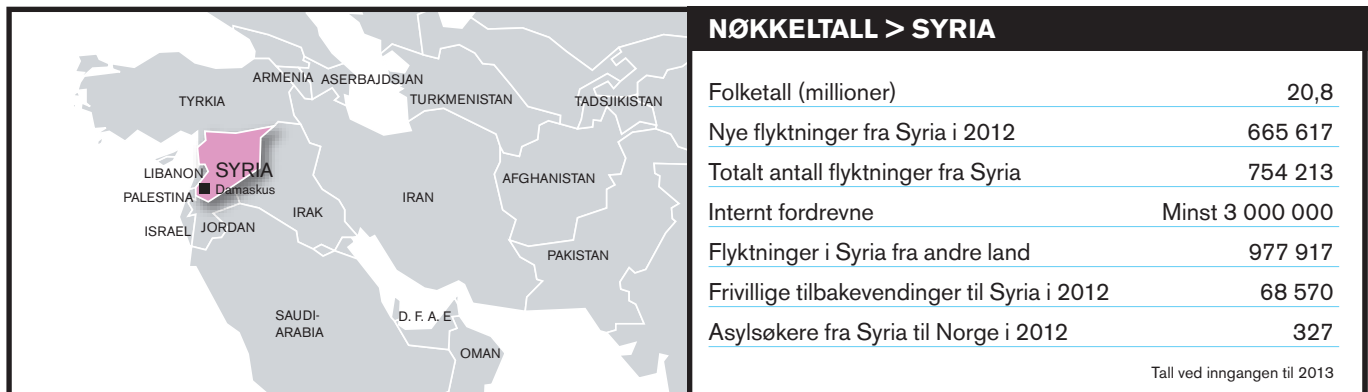 ARMENIA
ASERBAJDSJAN
TYRKIA
TURKMENISTAN
TADSJIKISTAN
LIBANON
SYRIA
Damaskus
PALESTINA
AFGHANISTAN
IRAN
IRAK
ISRAEL
JORDAN
PAKISTAN
SAUDI-
ARABIA
D. F. A. E
OMAN
NØKKELTALL > SYRIA
Folketall (millioner) 20,8
Nye flyktninger fra Syria i 2012 665 617
Totalt antall flyktninger fra Syria 754 213
Internt fordrevne Minst 3 000 000
Flyktninger i Syria fra andre land 977 917
Frivillige tilbakevendinger til Syria i 2012 68 570
Asylsøkere fra Syria til Norge i 2012 327
Tall ved inngangen til 2013